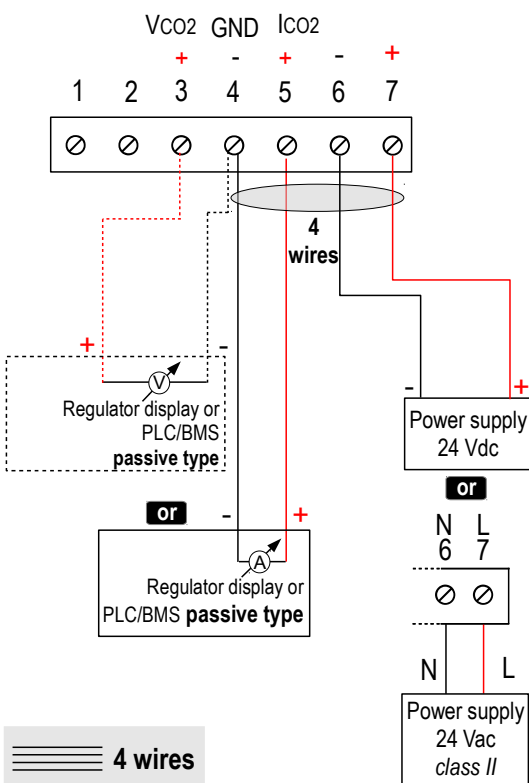 VCO2 GND ICO2
+ - + - +
1 2 3 4 5 6 7
4
wires
+ -
V
Regulator display or
PLC/BMS
passive type
- +
Power supply
24 Vdc
or
or
- +
A
Regulator display or
PLC/BMS passive type
N L
6 7
N L
Power supply
24 Vac
class II
4 wires